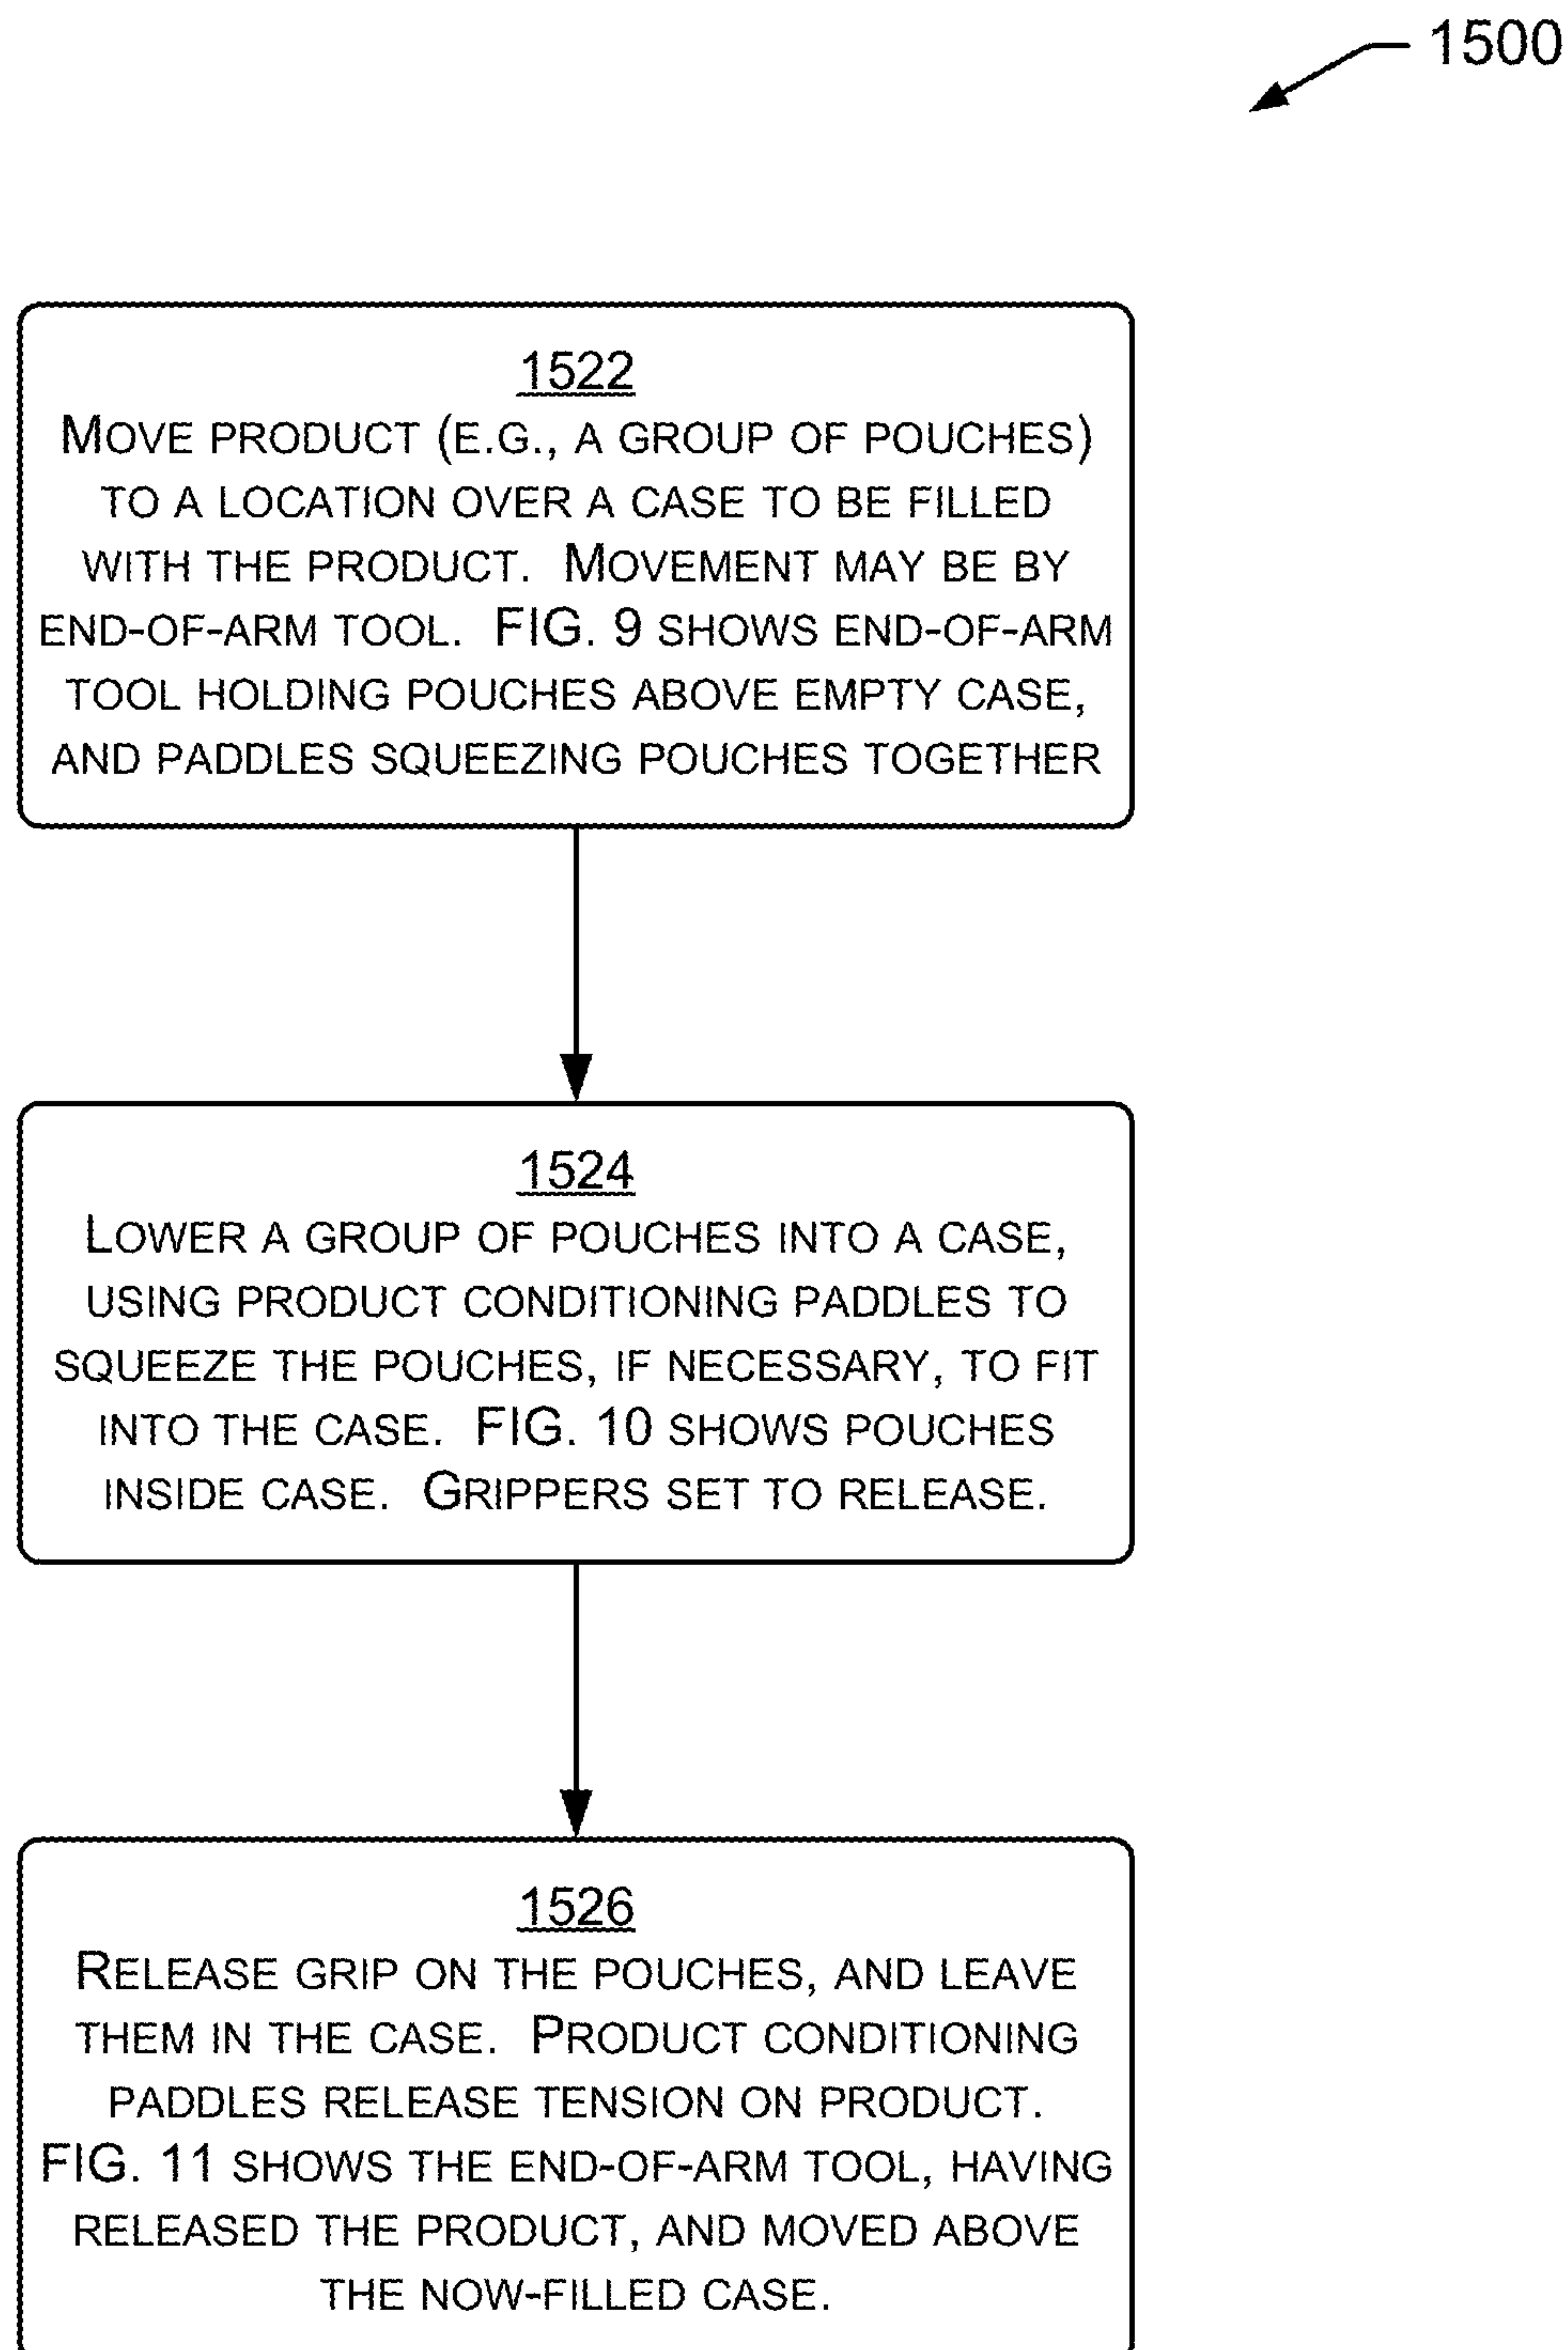 1500
1522
MOVE PRODUCT (E.G., A GROUP OF POUCHES)
TO A LOCATION OVER A CASE TO BE FILLED
WITH THE PRODUCT. MOVEMENT MAY BE BY
END-OF-ARM TOOL. FIG. 9 SHOWS END-OF-ARM
TOOL HOLDING POUCHES ABOVE EMPTY CASE,
AND PADDLES SQUEEZING POUCHES TOGETHER
1524
LOWER A GROUP OF POUCHES INTO A CASE,
USING PRODUCT CONDITIONING PADDLES TO
SQUEEZE THE POUCHES, IF NECESSARY, TO FIT
INTO THE CASE. FIG. 10 SHOWS POUCHES
INSIDE CASE. GRIPPERS SET TO RELEASE.
1526
RELEASE GRIP ON THE POUCHES, AND LEAVE
THEM IN THE CASE. PRODUCT CONDITIONING
PADDLES RELEASE TENSION ON PRODUCT.
FIG. 11 SHOWS THE END-OF-ARM TOOL, HAVING
RELEASED THE PRODUCT, AND MOVED ABOVE
THE NOW-FILLED CASE.